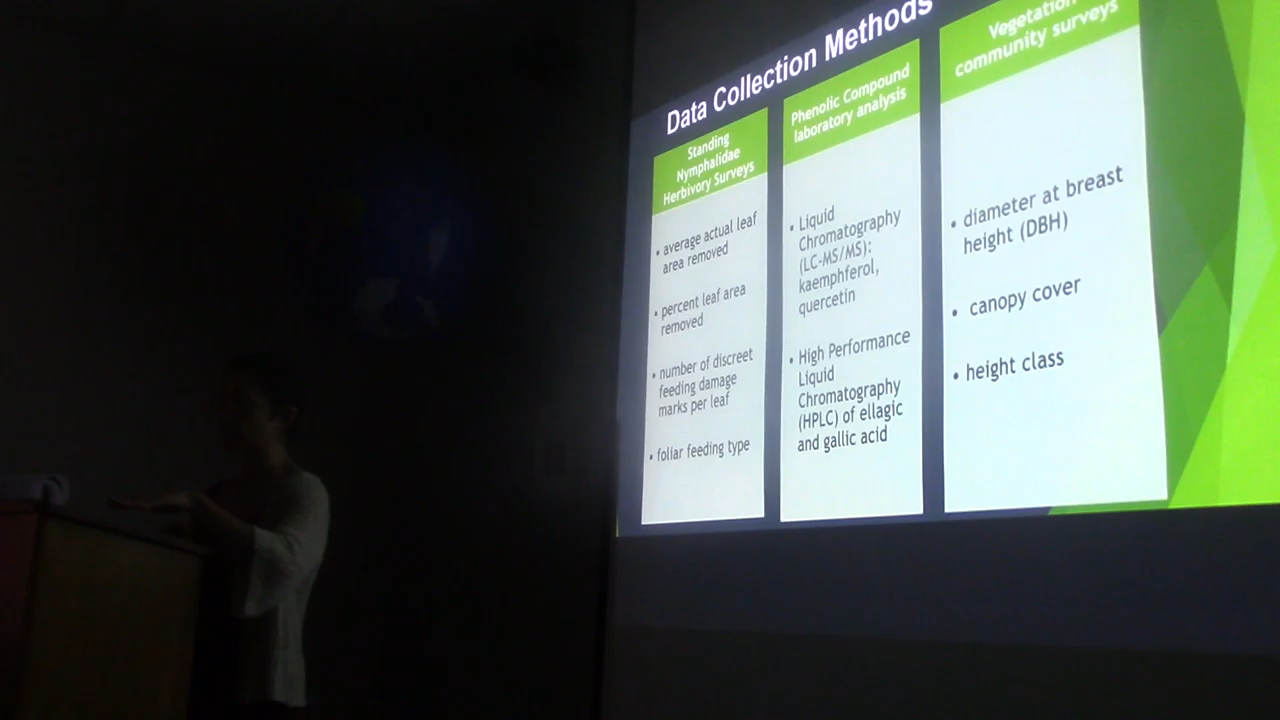 Data Collection Methods
Standing
Nymphalidae
Herbivory Surveys
• average actual leaf
area removed
• percent leaf area
removed
• number of discreet
feeding damage
marks per leaf
• foliar feeding type
Phenolic Compound
laboratory analysis
• Liquid
Chromatography
(LC-MS/MS):
kaempherol,
quercetin
• High Performance
Liquid
Chromatography
(HPLC) of ellagic
and gallic acid
Vegetation
community surveys
• diameter at breast
height (DBH)
• canopy cover
• height class